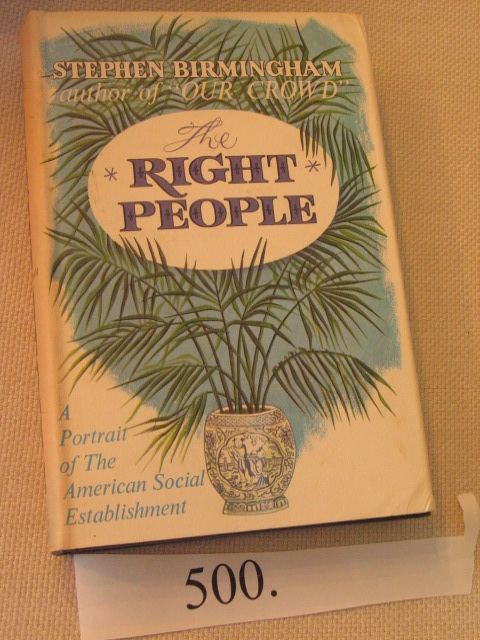 STEPHEN BIRMINGHAM
author of "OUR CROWD"
The
* RIGHT *
PEOPLE
A
Portrait
of The
American Social
Establishment
500.